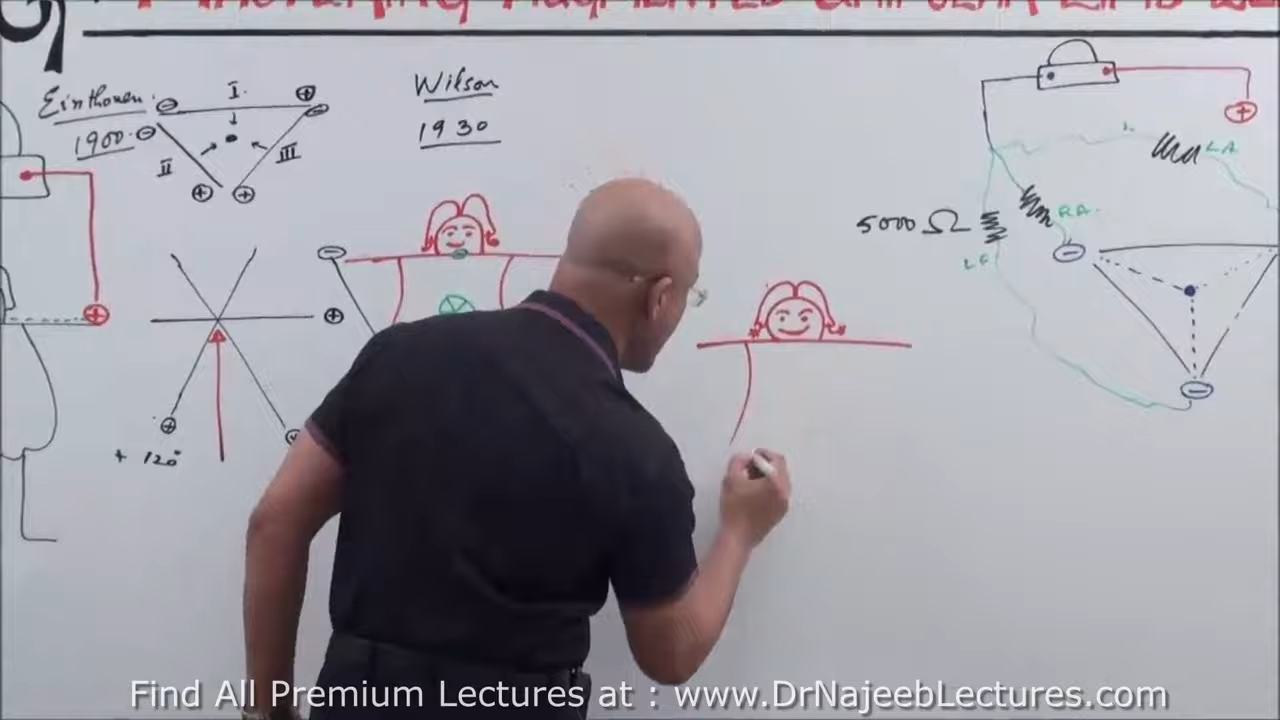 Einthoven.
1900.
I.
II
III
Wilson
1930
+ 120°
5000 Ω
LA
RA.
LF
Find All Premium Lectures at : www.DrNajeebLectures.com